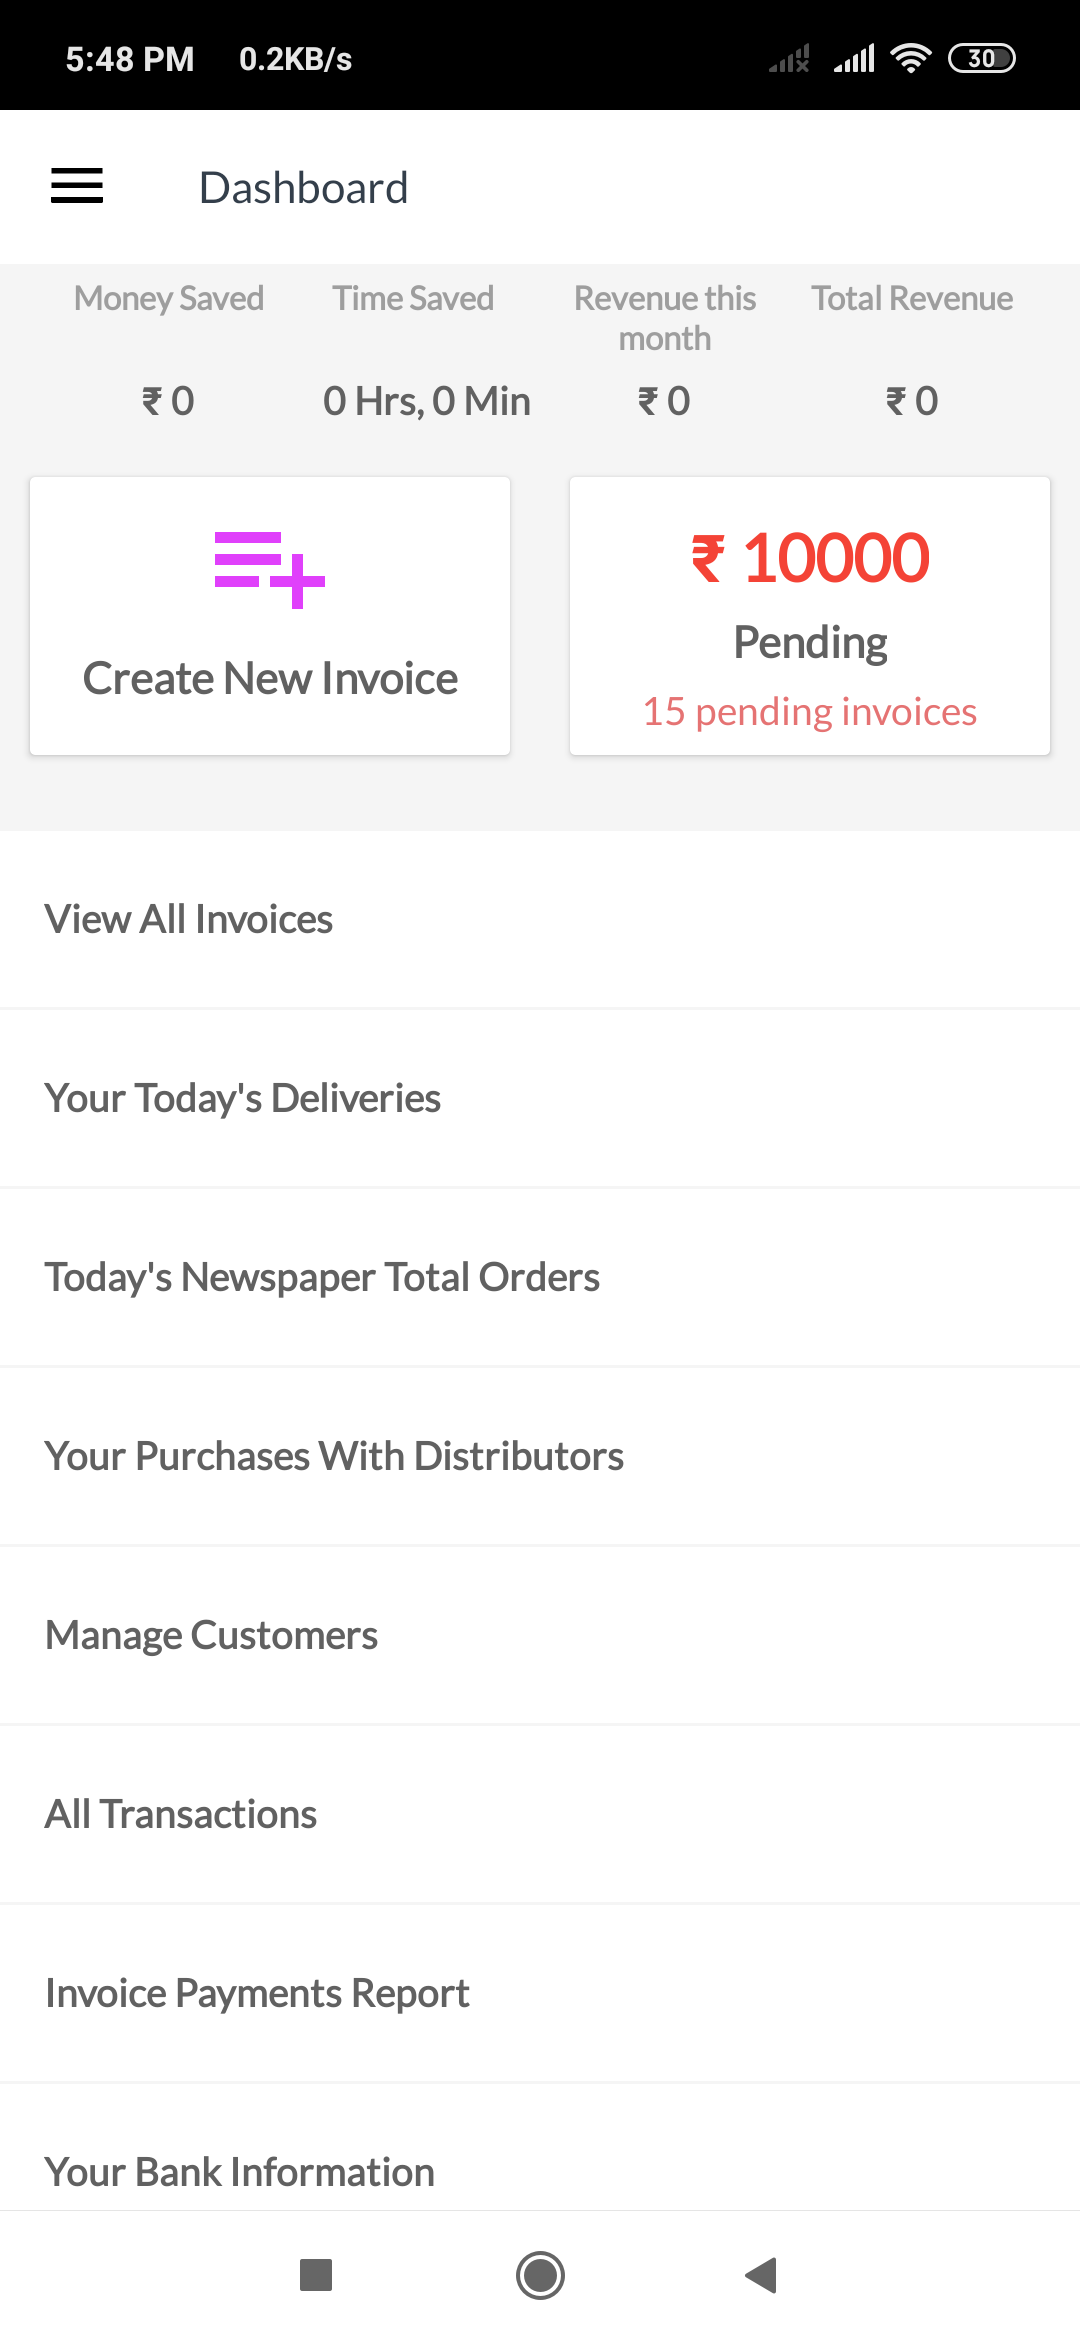 5:48 PM 0.2KB/s 30
Dashboard
Money Saved Time Saved Revenue this month Total Revenue
₹ 0 0 Hrs, 0 Min ₹ 0 ₹ 0
Create New Invoice
₹ 10000
Pending
15 pending invoices
View All Invoices
Your Today's Deliveries
Today's Newspaper Total Orders
Your Purchases With Distributors
Manage Customers
All Transactions
Invoice Payments Report
Your Bank Information